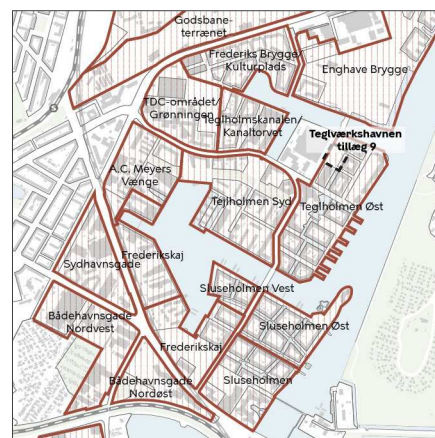 Godsbane-
terrænet
Frederiks Brygge/
Kulturplads
Enghave Brygge
TDC-området/
Grønningen
Teglholmskanalen/
Kanaltorvet
Teglværkshavnen
tillæg 9
A.C. Meyers
Vænge
Tejlholmen Syd
Teglholmen Øst
Sydhavnsgade
Frederikskaj
Sluseholmen Vest
Bådehavnsgade
Nordvest
Sluseholmen Øst
Frederikskaj
Bådehavnsgade
Nordøst
Sluseholmen